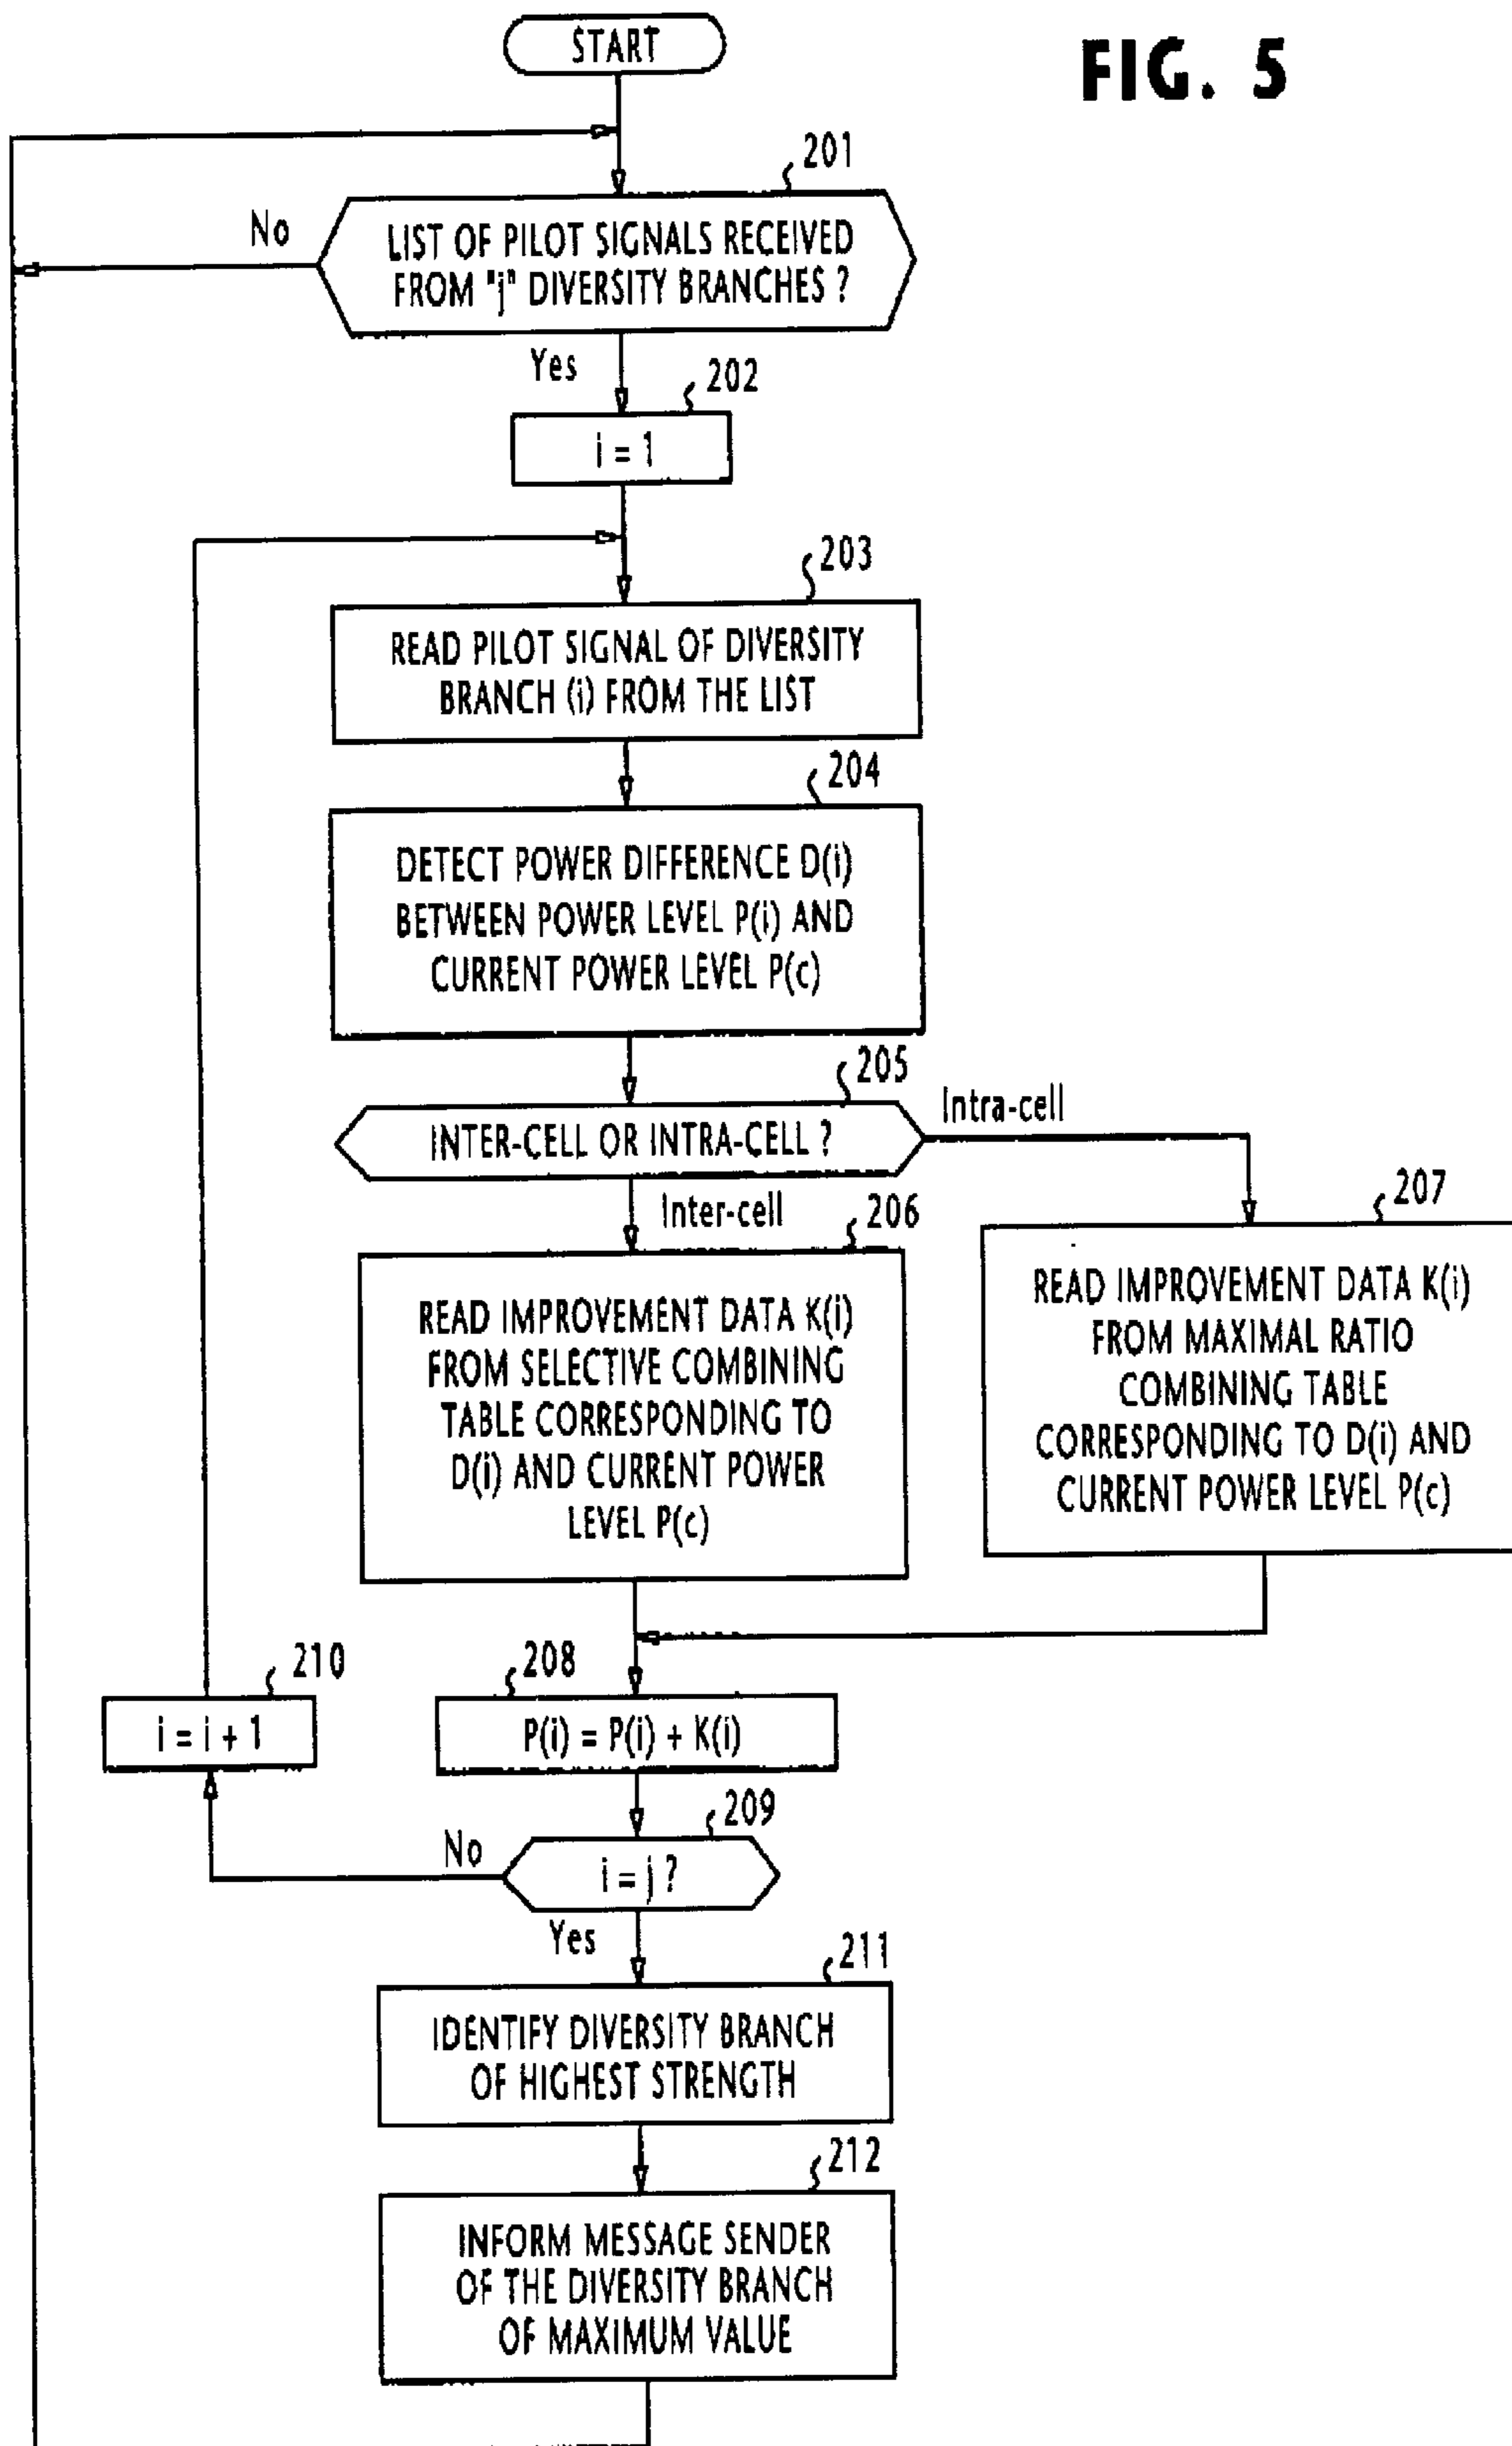 START
FIG. 5
201
No
LIST OF PILOT SIGNALS RECEIVED
FROM "j" DIVERSITY BRANCHES ?
Yes
202
i = 1
203
READ PILOT SIGNAL OF DIVERSITY
BRANCH (i) FROM THE LIST
204
DETECT POWER DIFFERENCE D(i)
BETWEEN POWER LEVEL P(i) AND
CURRENT POWER LEVEL P(c)
205
Intra-cell
INTER-CELL OR INTRA-CELL ?
Inter-cell
206
207
READ IMPROVEMENT DATA K(i)
FROM SELECTIVE COMBINING
TABLE CORRESPONDING TO
D(i) AND CURRENT POWER
LEVEL P(c)
READ IMPROVEMENT DATA K(i)
FROM MAXIMAL RATIO
COMBINING TABLE
CORRESPONDING TO D(i) AND
CURRENT POWER LEVEL P(c)
210
208
i = i + 1
P(i) = P(i) + K(i)
209
No
i = j ?
Yes
211
IDENTIFY DIVERSITY BRANCH
OF HIGHEST STRENGTH
212
INFORM MESSAGE SENDER
OF THE DIVERSITY BRANCH
OF MAXIMUM VALUE